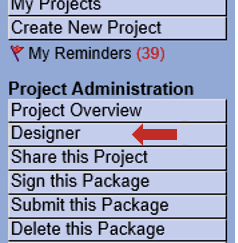 My Projects
Create New Project
My Reminders (39)
Project Administration
Project Overview
Designer
Share this Project
Sign this Package
Submit this Package
Delete this Package